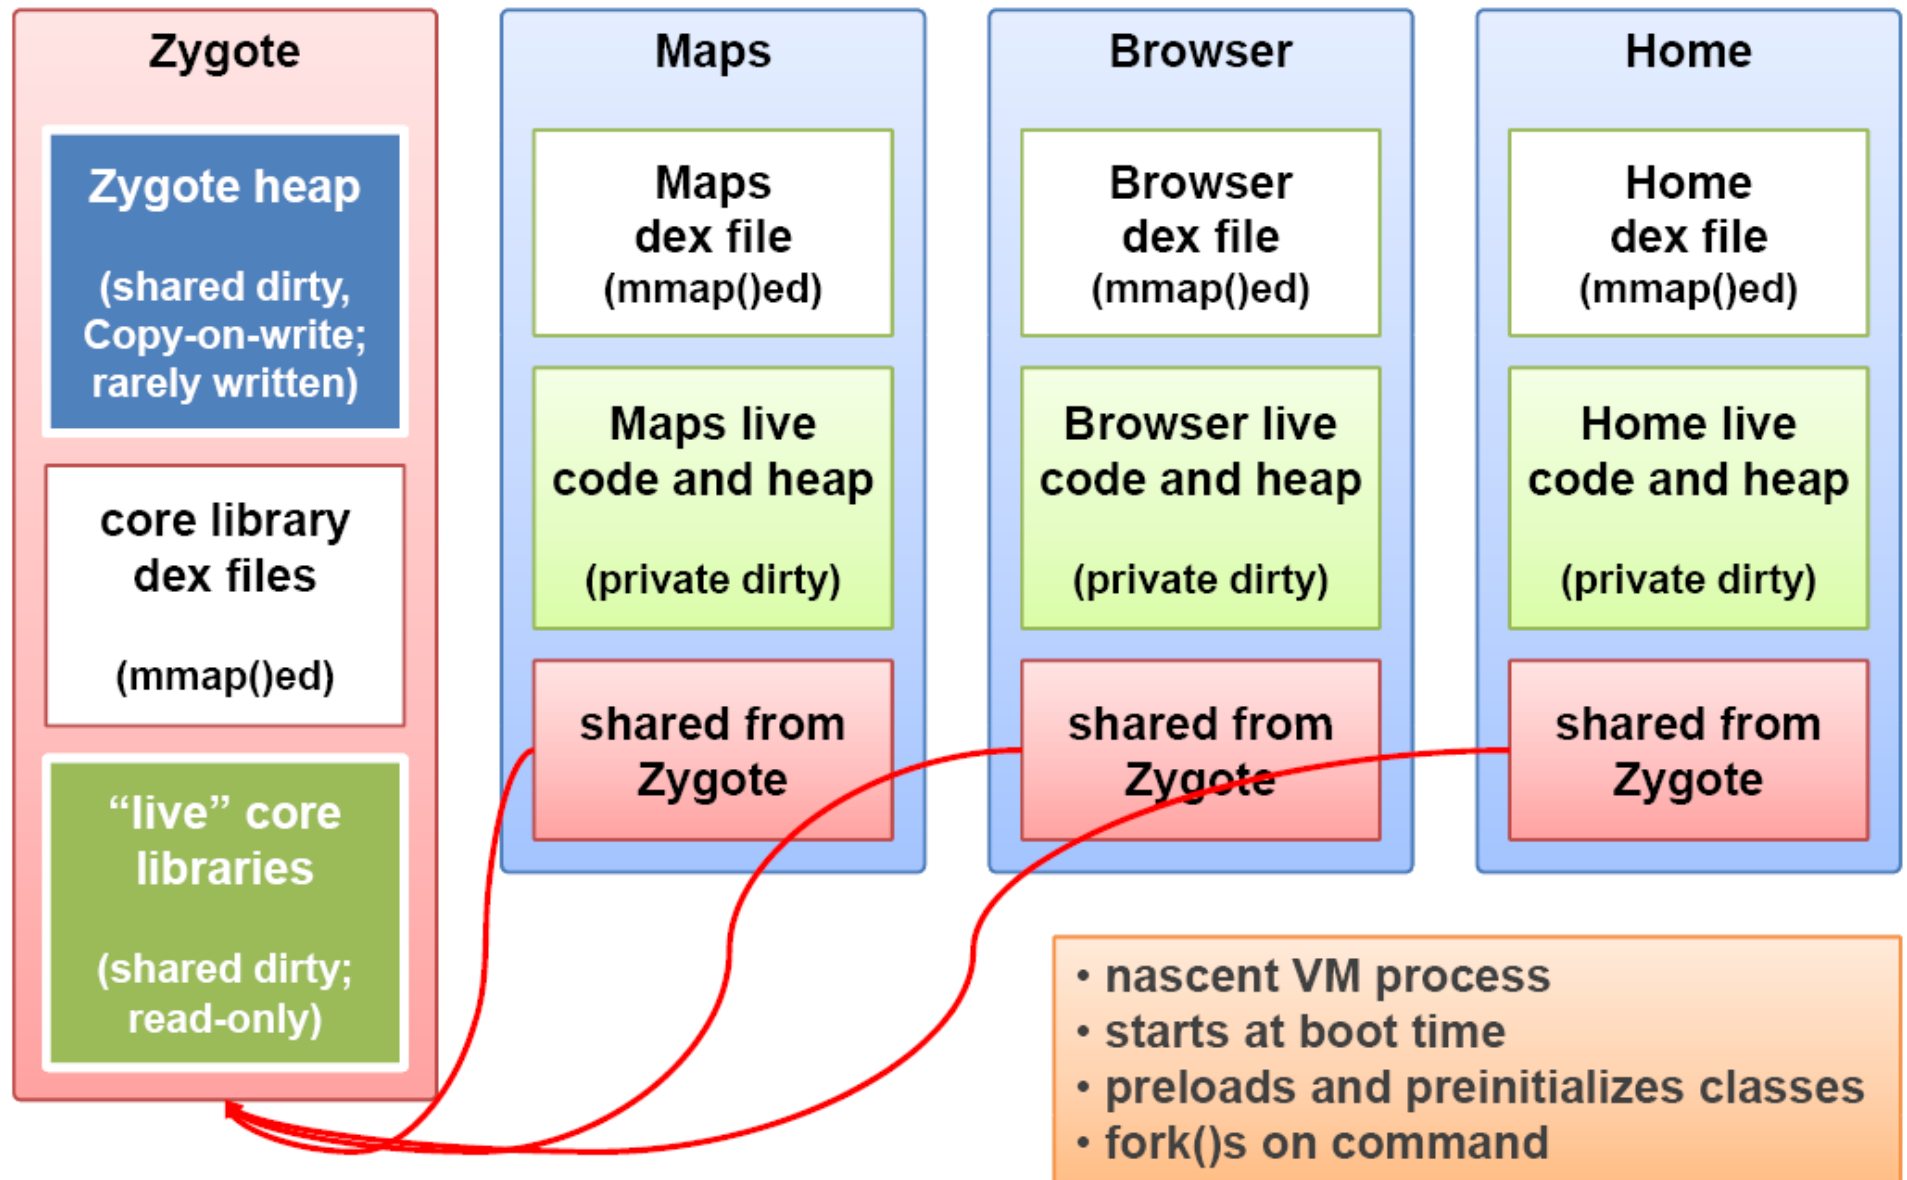 Zygote
Zygote heap
(shared dirty,
Copy-on-write;
rarely written)
core library
dex files
(mmap()ed)
“live” core
libraries
(shared dirty;
read-only)
Maps
Maps
dex file
(mmap()ed)
Maps live
code and heap
(private dirty)
shared from
Zygote
Browser
Browser
dex file
(mmap()ed)
Browser live
code and heap
(private dirty)
shared from
Zygote
Home
Home
dex file
(mmap()ed)
Home live
code and heap
(private dirty)
shared from
Zygote
• nascent VM process
• starts at boot time
• preloads and preinitializes classes
• fork()s on command